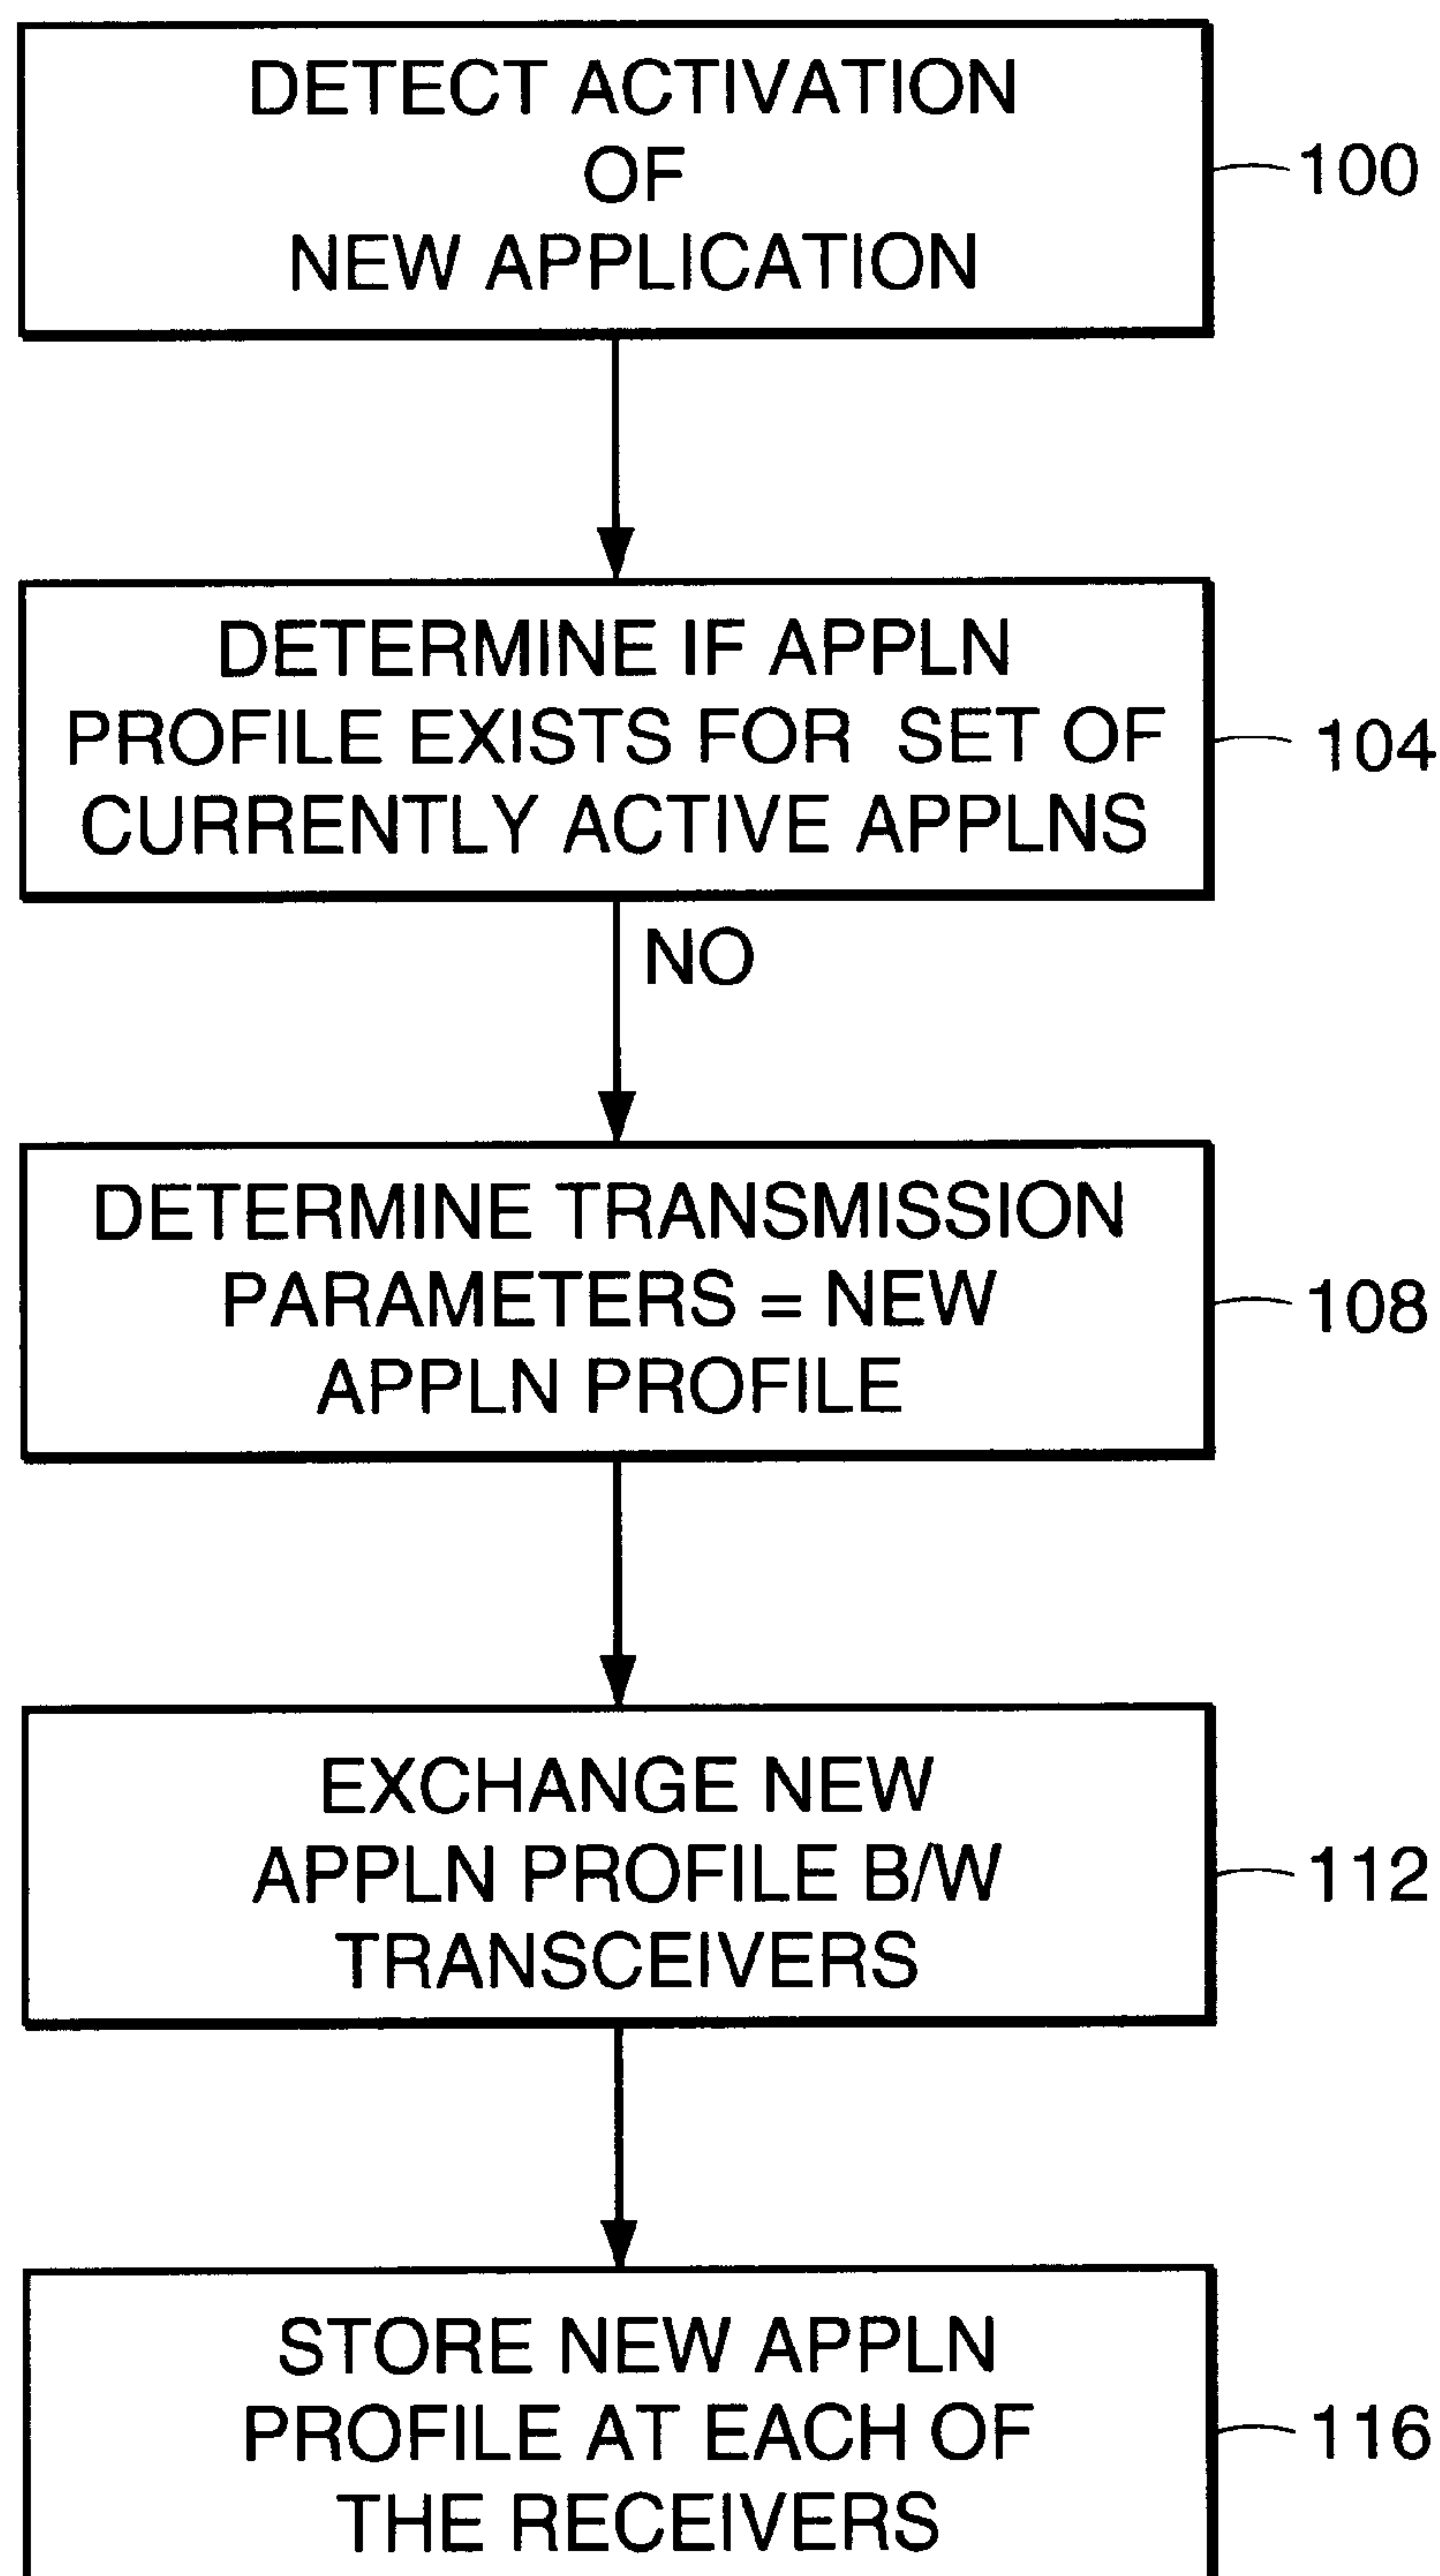 DETECT ACTIVATION
OF
NEW APPLICATION
100
DETERMINE IF APPLN
PROFILE EXISTS FOR SET OF
CURRENTLY ACTIVE APPLNS
104
NO
DETERMINE TRANSMISSION
PARAMETERS = NEW
APPLN PROFILE
108
EXCHANGE NEW
APPLN PROFILE B/W
TRANSCEIVERS
112
STORE NEW APPLN
PROFILE AT EACH OF
THE RECEIVERS
116